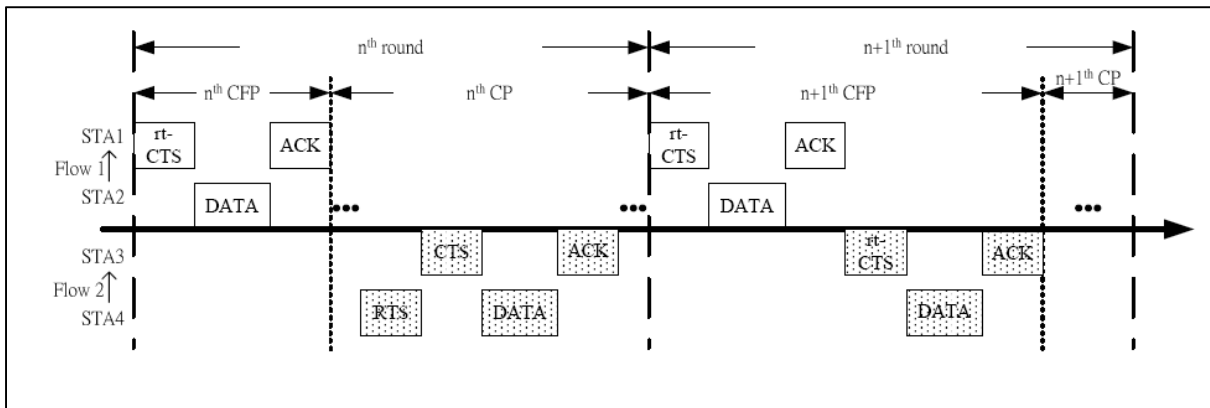 nth round
n+1th round
nth CFP
nth CP
n+1th CFP
n+1th CP
STA1
rt-
CTS
ACK
rt-
CTS
ACK
Flow 1
STA2
DATA
•••
•••
DATA
•••
STA3
CTS
ACK
rt-
CTS
ACK
Flow 2
STA4
RTS
DATA
DATA